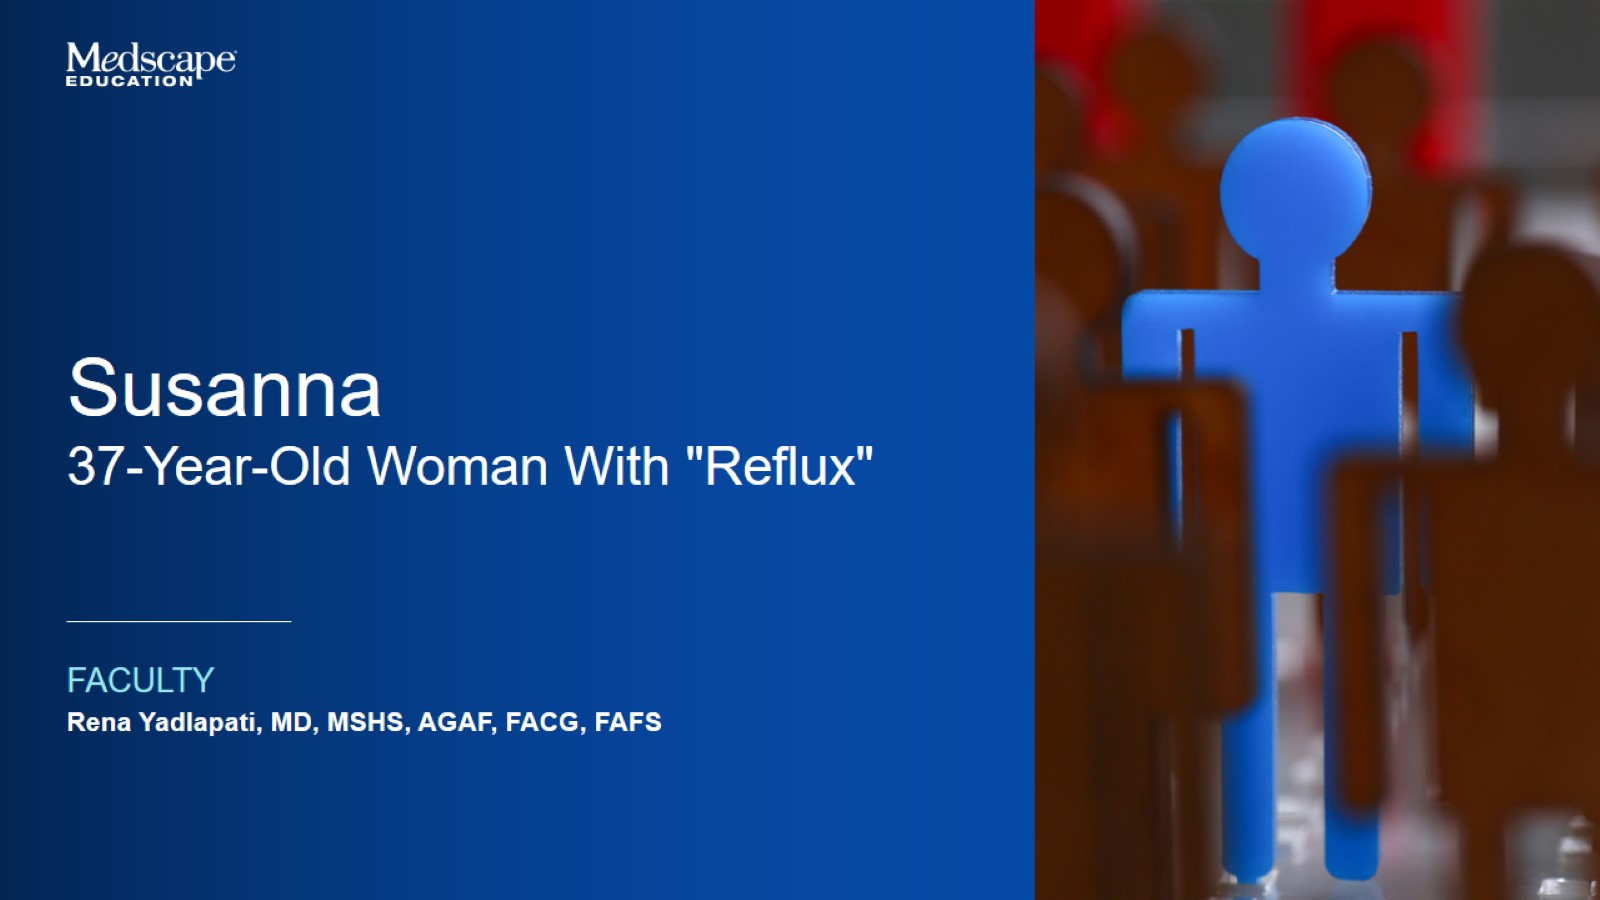 Medscape
EDUCATION
Susanna
37-Year-Old Woman With "Reflux"
FACULTY
Rena Yadlapati, MD, MSHS, AGAF, FACG, FAFS